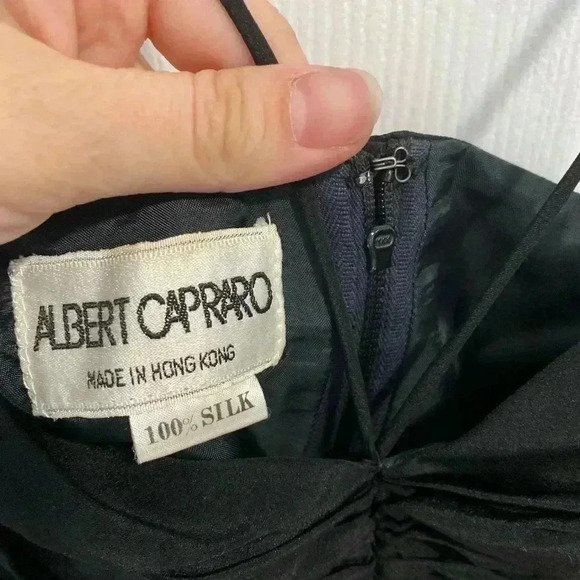 ALBERT CAPRARO
MADE IN HONG KONG
100% SILK